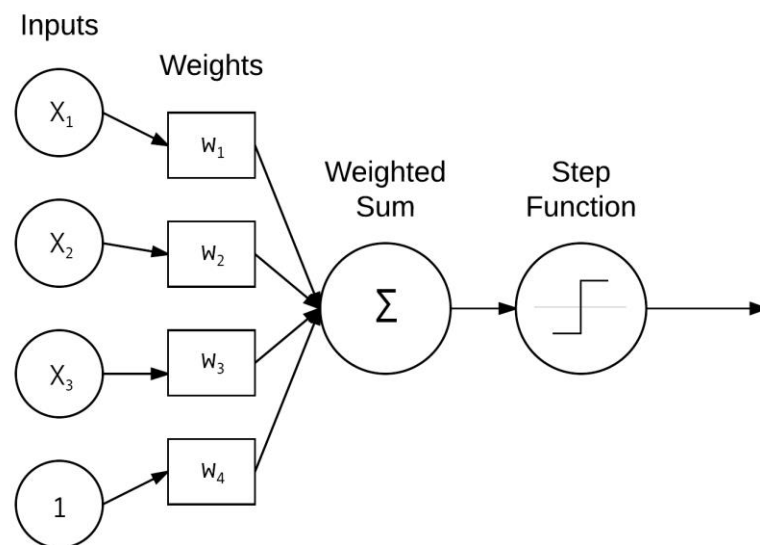 Inputs
Weights
X₁
w₁
Weighted
Sum
Step
Function
X₂
w₂
Σ
X₃
w₃
1
w₄